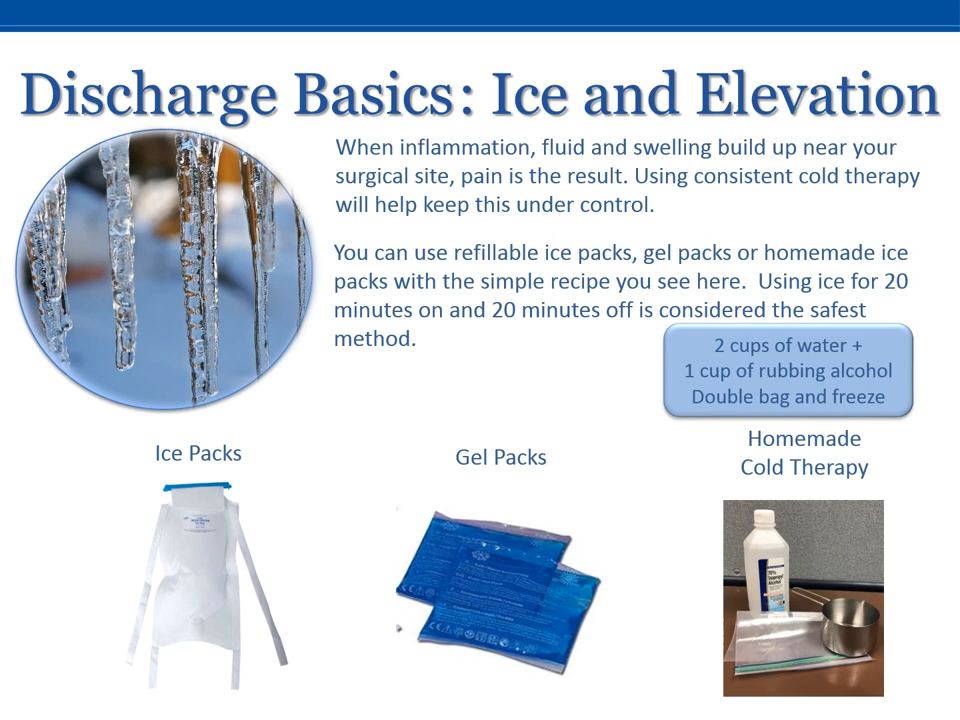 Discharge Basics: Ice and Elevation
When inflammation, fluid and swelling build up near your
surgical site, pain is the result. Using consistent cold therapy
will help keep this under control.
You can use refillable ice packs, gel packs or homemade ice
packs with the simple recipe you see here.  Using ice for 20
minutes on and 20 minutes off is considered the safest
method.
2 cups of water +
1 cup of rubbing alcohol
Double bag and freeze
Ice Packs
Gel Packs
Homemade
Cold Therapy
70%
Isopropyl
Alcohol